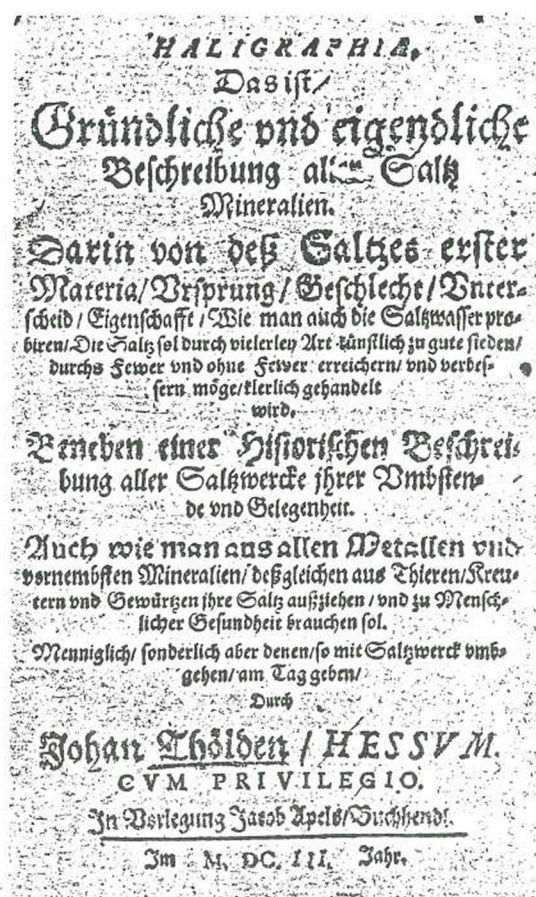 HALIGRAPHIA.
Das ist/
Gründliche vnd eigendliche
Beschreibung aller Saltz
Mineralien.
Darin von deß Saltzes erster
Materia/ Vrsprung/ Geschlecht/ Vnter-
scheid/ Eigenschafft/ Wie man auch die Saltzwasser pro-
biren/ Die Saltz sol durch vielerley Art künstlich zu gute sieden/
durchs Fewer vnd ohne Fewer erreichern/ vnd verbes-
sern möge/ klerlich gehandelt
wird.
Beneben einer Historischen Beschrei-
bung aller Saltzwercke jhrer Vmbsten-
de vnd Gelegenheit.
Auch wie man aus allen Metallen vnd
vornembsten Mineralien/ deßgleichen aus Thieren/ Kreu-
tern vnd Gewürtzen jhre Saltz außziehen/ vnd zu Mensch-
licher Gesundheit brauchen sol.
Menniglich/ sonderlich aber denen/ so mit Saltzwerck vmb-
gehen/ am Tag geben/
Durch
Johan Thölden/ HESSVM.
CVM PRIVILEGIO.
In Verlegung Jacob Apels/ Buchhendl.
Im M. DC. III. Jahr.